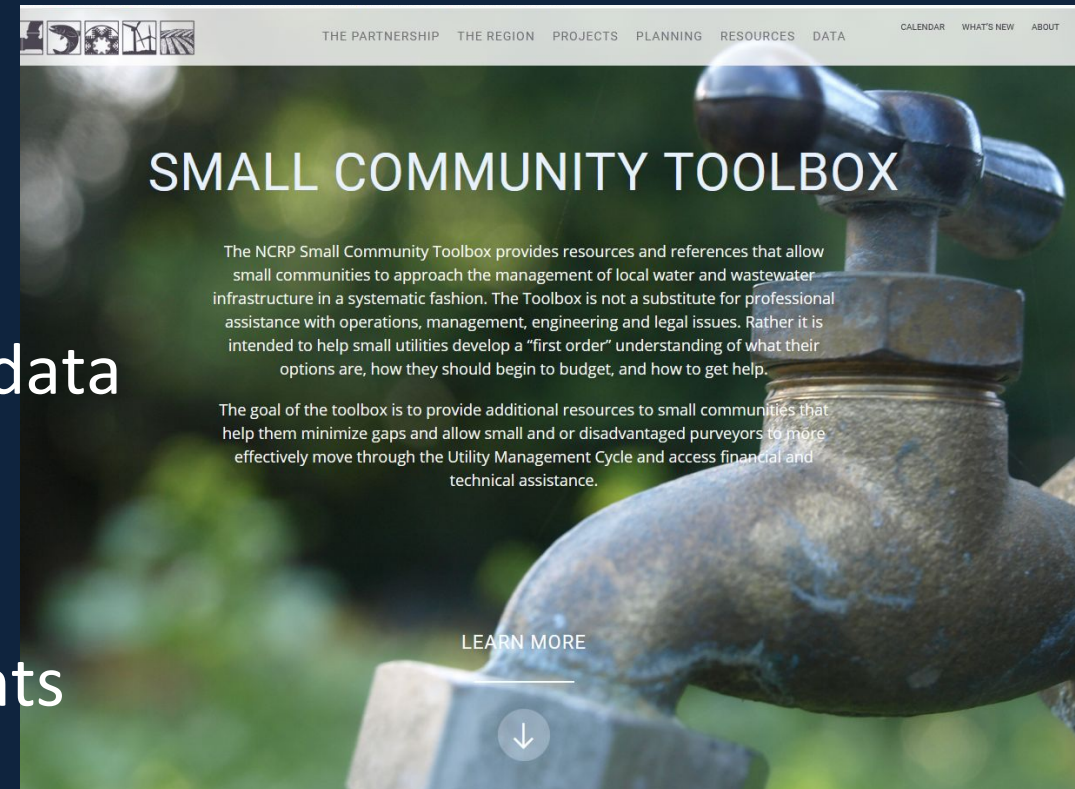 THE PARTNERSHIP THE REGION PROJECTS PLANNING RESOURCES DATA
CALENDAR WHAT'S NEW ABOUT
SMALL COMMUNITY TOOLBOX
The NCRP Small Community Toolbox provides resources and references that allow
small communities to approach the management of local water and wastewater
infrastructure in a systematic fashion. The Toolbox is not a substitute for professional
assistance with operations, management, engineering and legal issues. Rather it is
intended to help small utilities develop a “first order” understanding of what their
options are, how they should begin to budget, and how to get help.
The goal of the toolbox is to provide additional resources to small communities that
help them minimize gaps and allow small and or disadvantaged purveyors to more
effectively move through the Utility Management Cycle and access financial and
technical assistance.
LEARN MORE
data